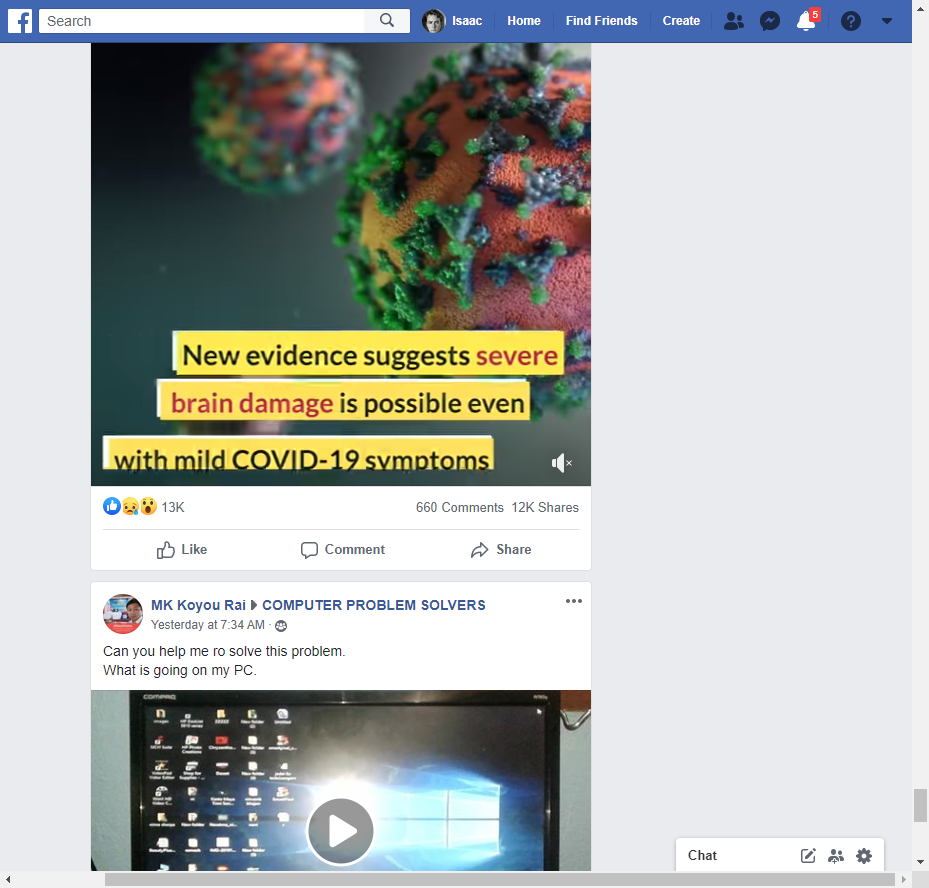 Search
Isaac
Home
Find Friends
Create
5
New evidence suggests severe
brain damage is possible even
with mild COVID-19 symptoms
13K
660 Comments 12K Shares
Like
Comment
Share
MK Koyou Rai COMPUTER PROBLEM SOLVERS
Yesterday at 7:34 AM ·
Can you help me ro solve this problem.
What is going on my PC.
COMPAQ
Chat